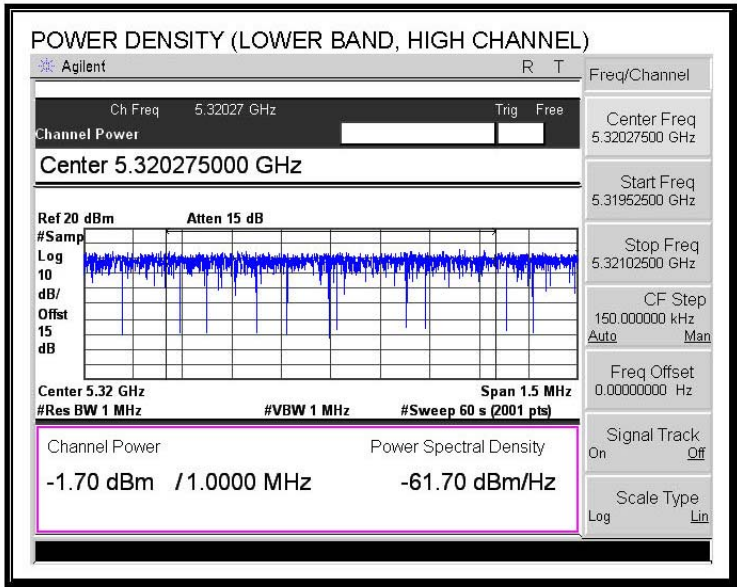 POWER DENSITY (LOWER BAND, HIGH CHANNEL)
Agilent
R T
Freq/Channel
Ch Freq 5.32027 GHz
Trig Free
Channel Power
Center 5.320275000 GHz
Center Freq
5.32027500 GHz
Start Freq
5.31952500 GHz
Stop Freq
5.32102500 GHz
CF Step
150.000000 kHz
Auto Man
Freq Offset
0.00000000 Hz
Signal Track
On Off
Scale Type
Log Lin
Ref 20 dBm
Atten 15 dB
#Samp
Log
10
dB/
Offst
15
dB
Center 5.32 GHz
Span 1.5 MHz
#Res BW 1 MHz
#VBW 1 MHz
#Sweep 60 s (2001 pts)
Channel Power
Power Spectral Density
-1.70 dBm /1.0000 MHz
-61.70 dBm/Hz